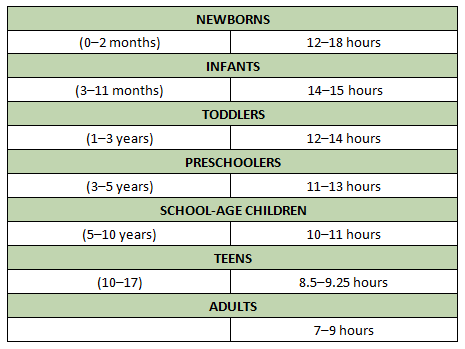 NEWBORNS
(0–2 months) 12–18 hours
INFANTS
(3–11 months) 14–15 hours
TODDLERS
(1–3 years) 12–14 hours
PRESCHOOLERS
(3–5 years) 11–13 hours
SCHOOL-AGE CHILDREN
(5–10 years) 10–11 hours
TEENS
(10–17) 8.5–9.25 hours
ADULTS
7–9 hours